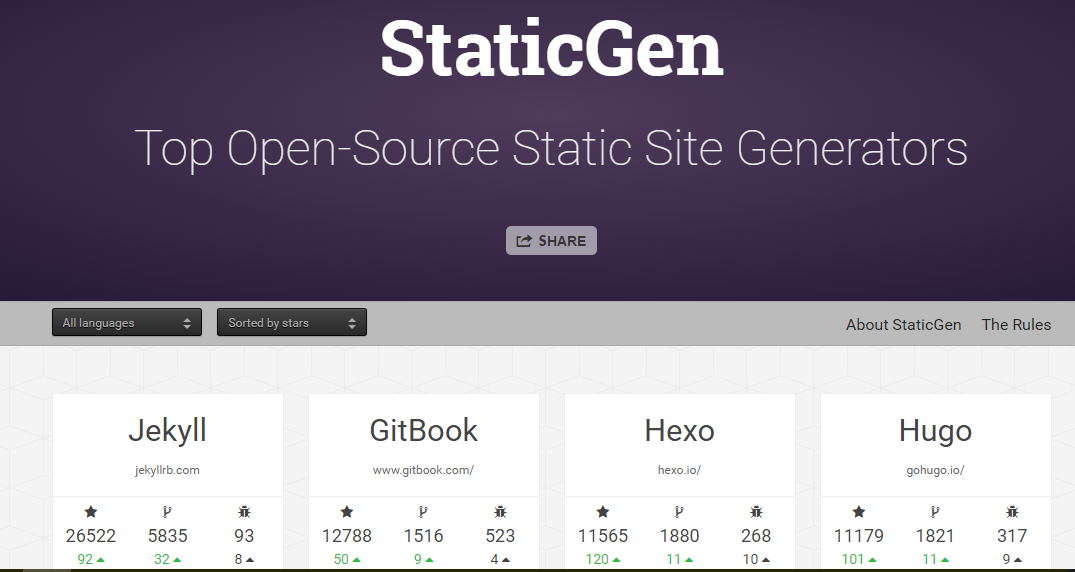 StaticGen
Top Open-Source Static Site Generators
SHARE
All languages
Sorted by stars
About StaticGen
The Rules
Jekyll
jekyllrb.com
26522 5835 93
92 32 8
GitBook
www.gitbook.com/
12788 1516 523
50 9 4
Hexo
hexo.io/
11565 1880 268
120 11 10
Hugo
gohugo.io/
11179 1821 317
101 11 9